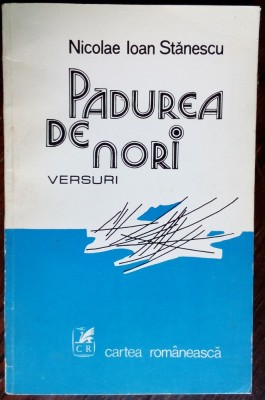 Nicolae Ioan Stănescu
PADUREA
DE nori
VERSURI
CR
cartea românească